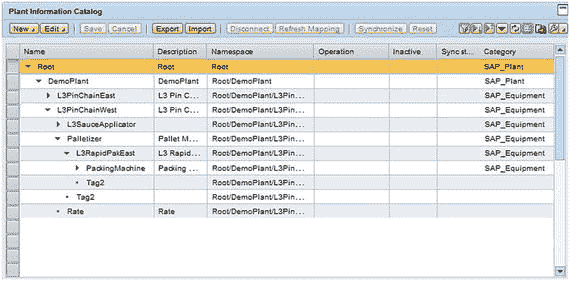 Plant Information Catalog
New Edit Save Cancel Export Import Disconnect Refresh Mapping Synchronize Reset
Name Description Namespace Operation Inactive Sync st... Category
Root Root Root SAP_Plant
DemoPlant DemoPlant Root/DemoPlant SAP_Plant
L3PinChainEast L3 Pin C... Root/DemoPlant/L3Pin... SAP_Equipment
L3PinChainWest L3 Pin C... Root/DemoPlant/L3Pin... SAP_Equipment
L3SauceApplicator Root/DemoPlant/L3Pin... SAP_Equipment
Palletizer Pallet M... Root/DemoPlant/L3Pin... SAP_Equipment
L3RapidPakEast L3 Rapid... Root/DemoPlant/L3Pin... SAP_Equipment
PackingMachine Packing ... Root/DemoPlant/L3Pin... SAP_Equipment
Tag2 Root/DemoPlant/L3Pin...
Tag2 Root/DemoPlant/L3Pin...
Rate Rate Root/DemoPlant/L3Pin...